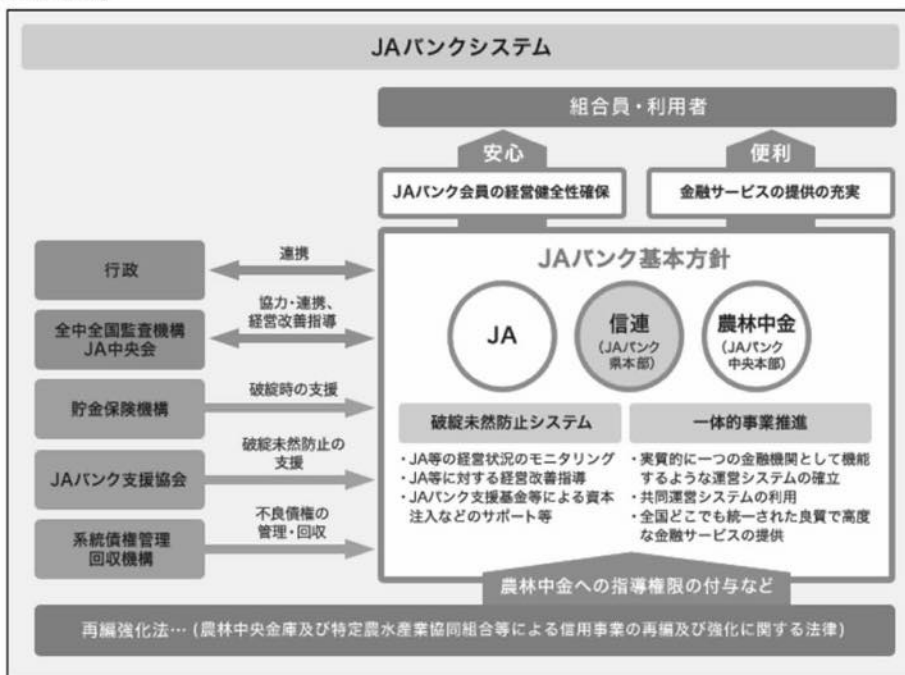 JAバンクシステム
組合員・利用者
安心
便利
JAバンク会員の経営健全性確保
金融サービスの提供の充実
行政
連携
全中全国監査機構
JA中央会
協力・連携、
経営改善指導
貯金保険機構
破綻時の支援
JAバンク支援協会
破綻未然防止の
支援
系統債権管理
回収機構
不良債権の
管理・回収
JAバンク基本方針
JA
信連
(JAバンク
県本部)
農林中金
(JAバンク
中央本部)
破綻未然防止システム
・JA等の経営状況のモニタリング
・JA等に対する経営改善指導
・JAバンク支援基金等による資本
注入などのサポート等
一体的事業推進
・実質的に一つの金融機関として機能
するような運営システムの確立
・共同運営システムの利用
・全国どこでも統一された良質で高度
な金融サービスの提供
農林中金への指導権限の付与など
再編強化法…(農林中央金庫及び特定農水産業協同組合等による信用事業の再編及び強化に関する法律)